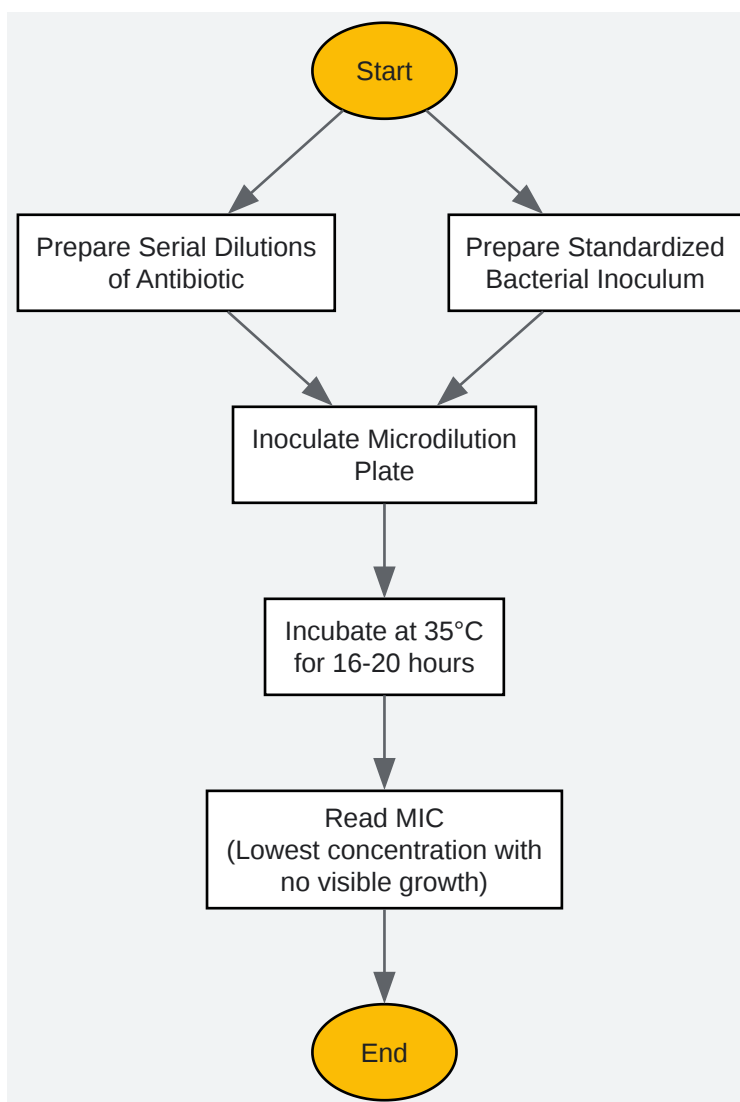 Start
Prepare Serial Dilutions
of Antibiotic
Prepare Standardized
Bacterial Inoculum
Inoculate Microdilution
Plate
Incubate at 35°C
for 16-20 hours
Read MIC
(Lowest concentration with
no visible growth)
End